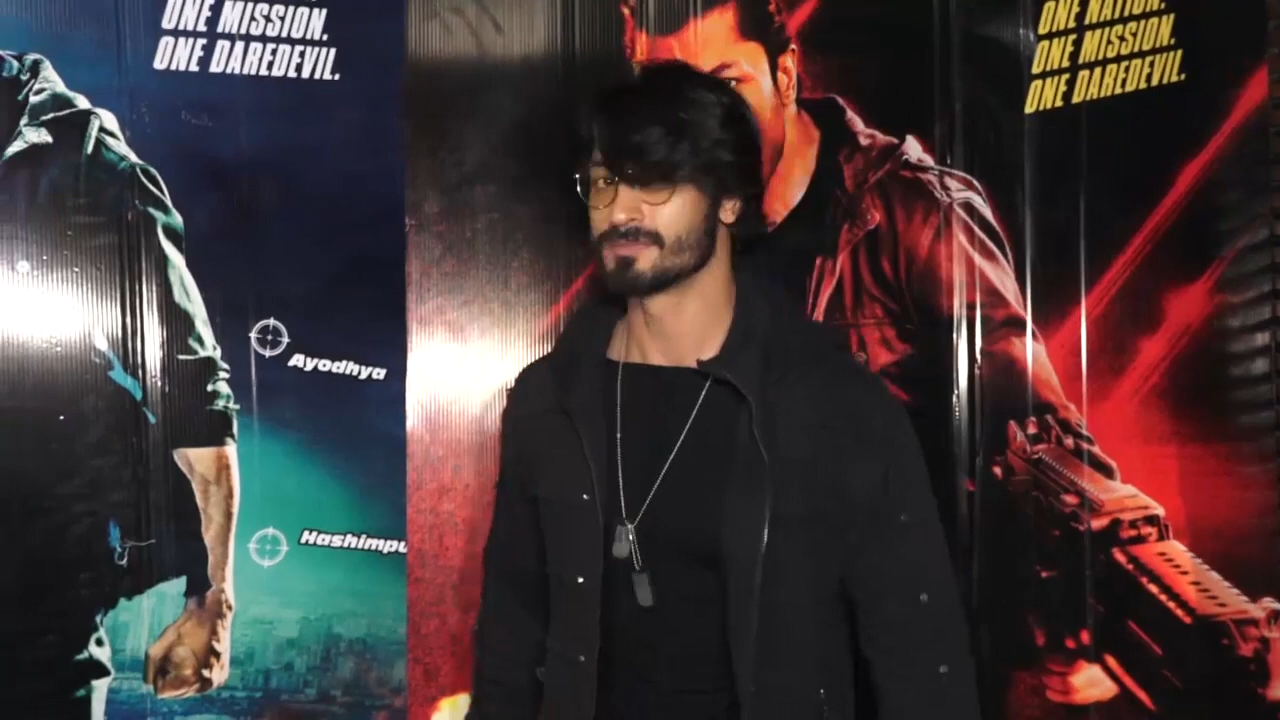 ONE MISSION.
ONE DAREDEVIL.
Ayodhya
Hashimpu
ONE NATION.
ONE MISSION.
ONE DAREDEVIL.